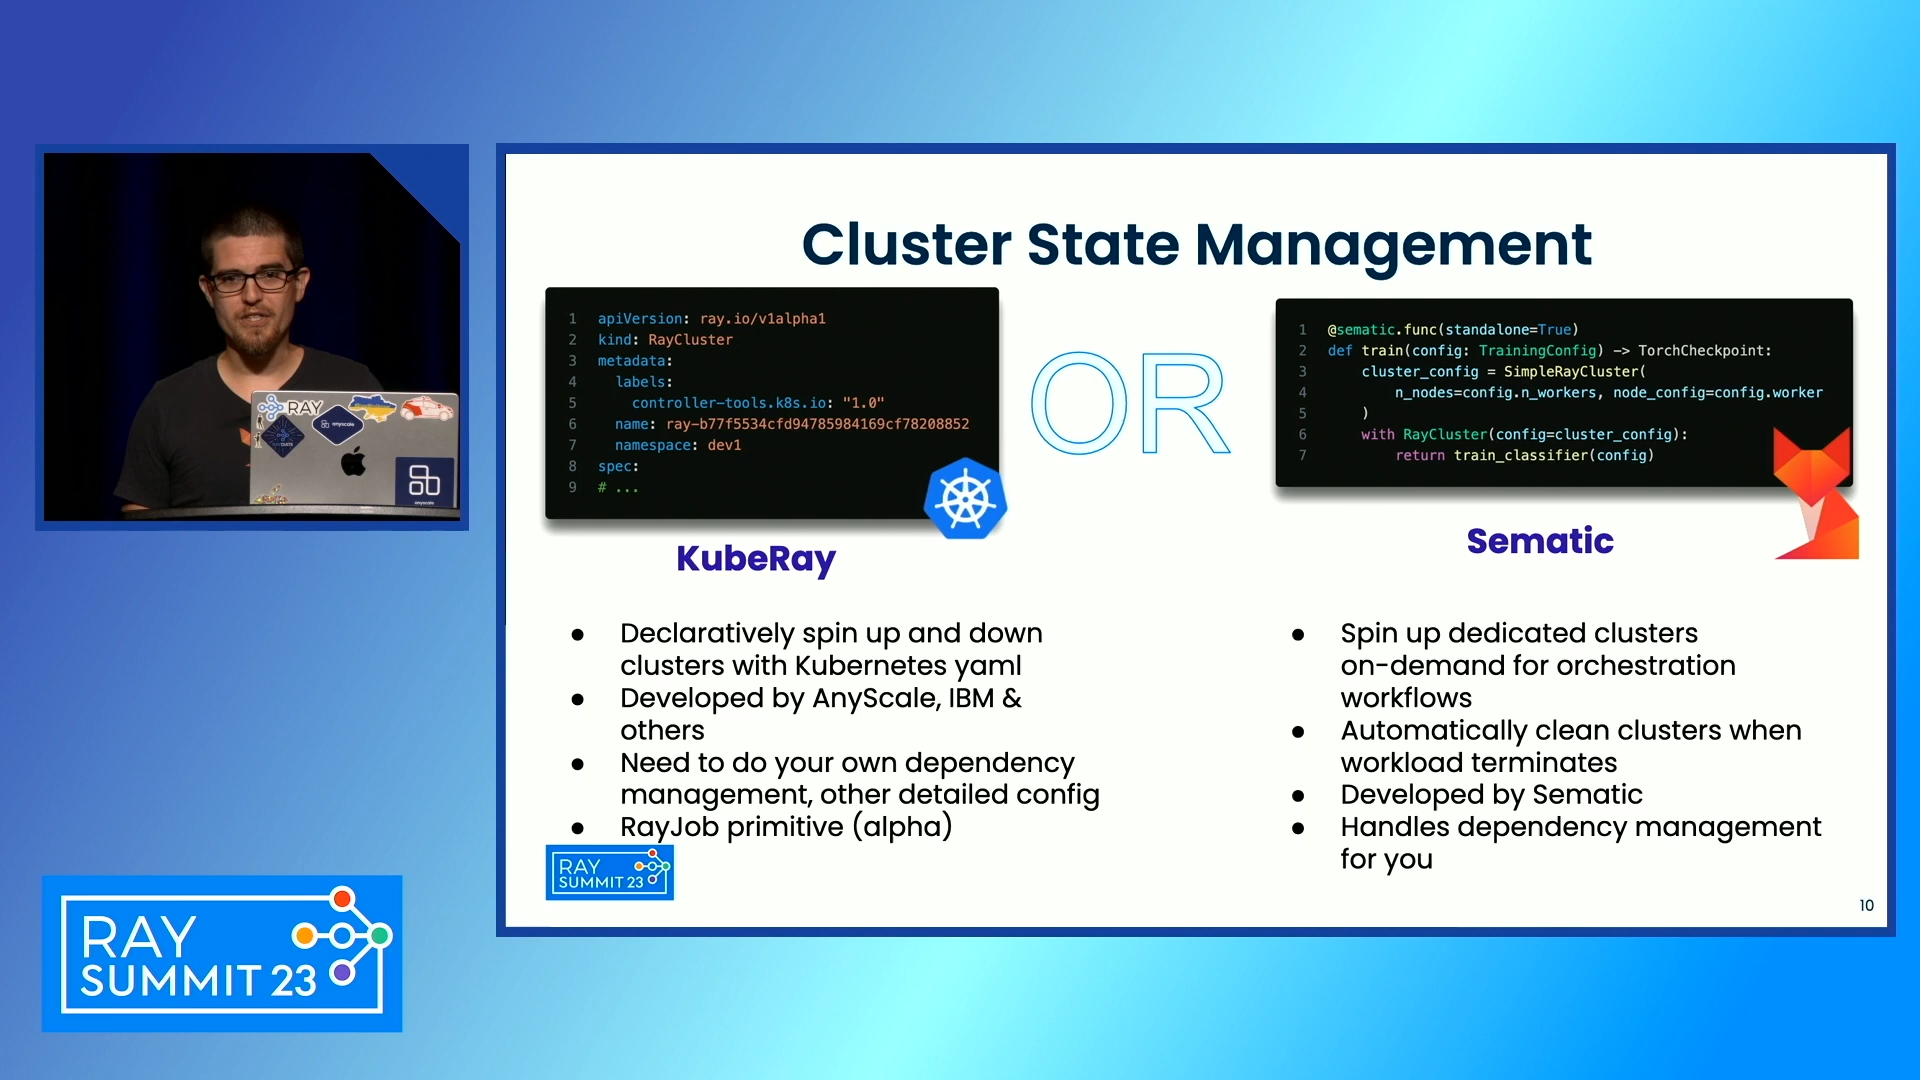 Cluster State Management
1 apiVersion: ray.io/v1alpha1
2 kind: RayCluster
3 metadata:
4 labels:
5 controller-tools.k8s.io: "1.0"
6 name: ray-b77f5534cfd94785984169cf78208852
7 namespace: dev1
8 spec:
9 # ...
KubeRay
● Declaratively spin up and down
clusters with Kubernetes yaml
● Developed by AnyScale, IBM &
others
● Need to do your own dependency
management, other detailed config
● RayJob primitive (alpha)
OR
1 @sematic.func(standalone=True)
2 def train(config: TrainingConfig) -> TorchCheckpoint:
3 cluster_config = SimpleRayCluster(
4 n_nodes=config.n_workers, node_config=config.worker
5 )
6 with RayCluster(config=cluster_config):
7 return train_classifier(config)
Sematic
● Spin up dedicated clusters
on-demand for orchestration
workflows
● Automatically clean clusters when
workload terminates
● Developed by Sematic
● Handles dependency management
for you
RAY
SUMMIT 23
10
RAY
anyscale
anyscale
RAY
SUMMIT 23